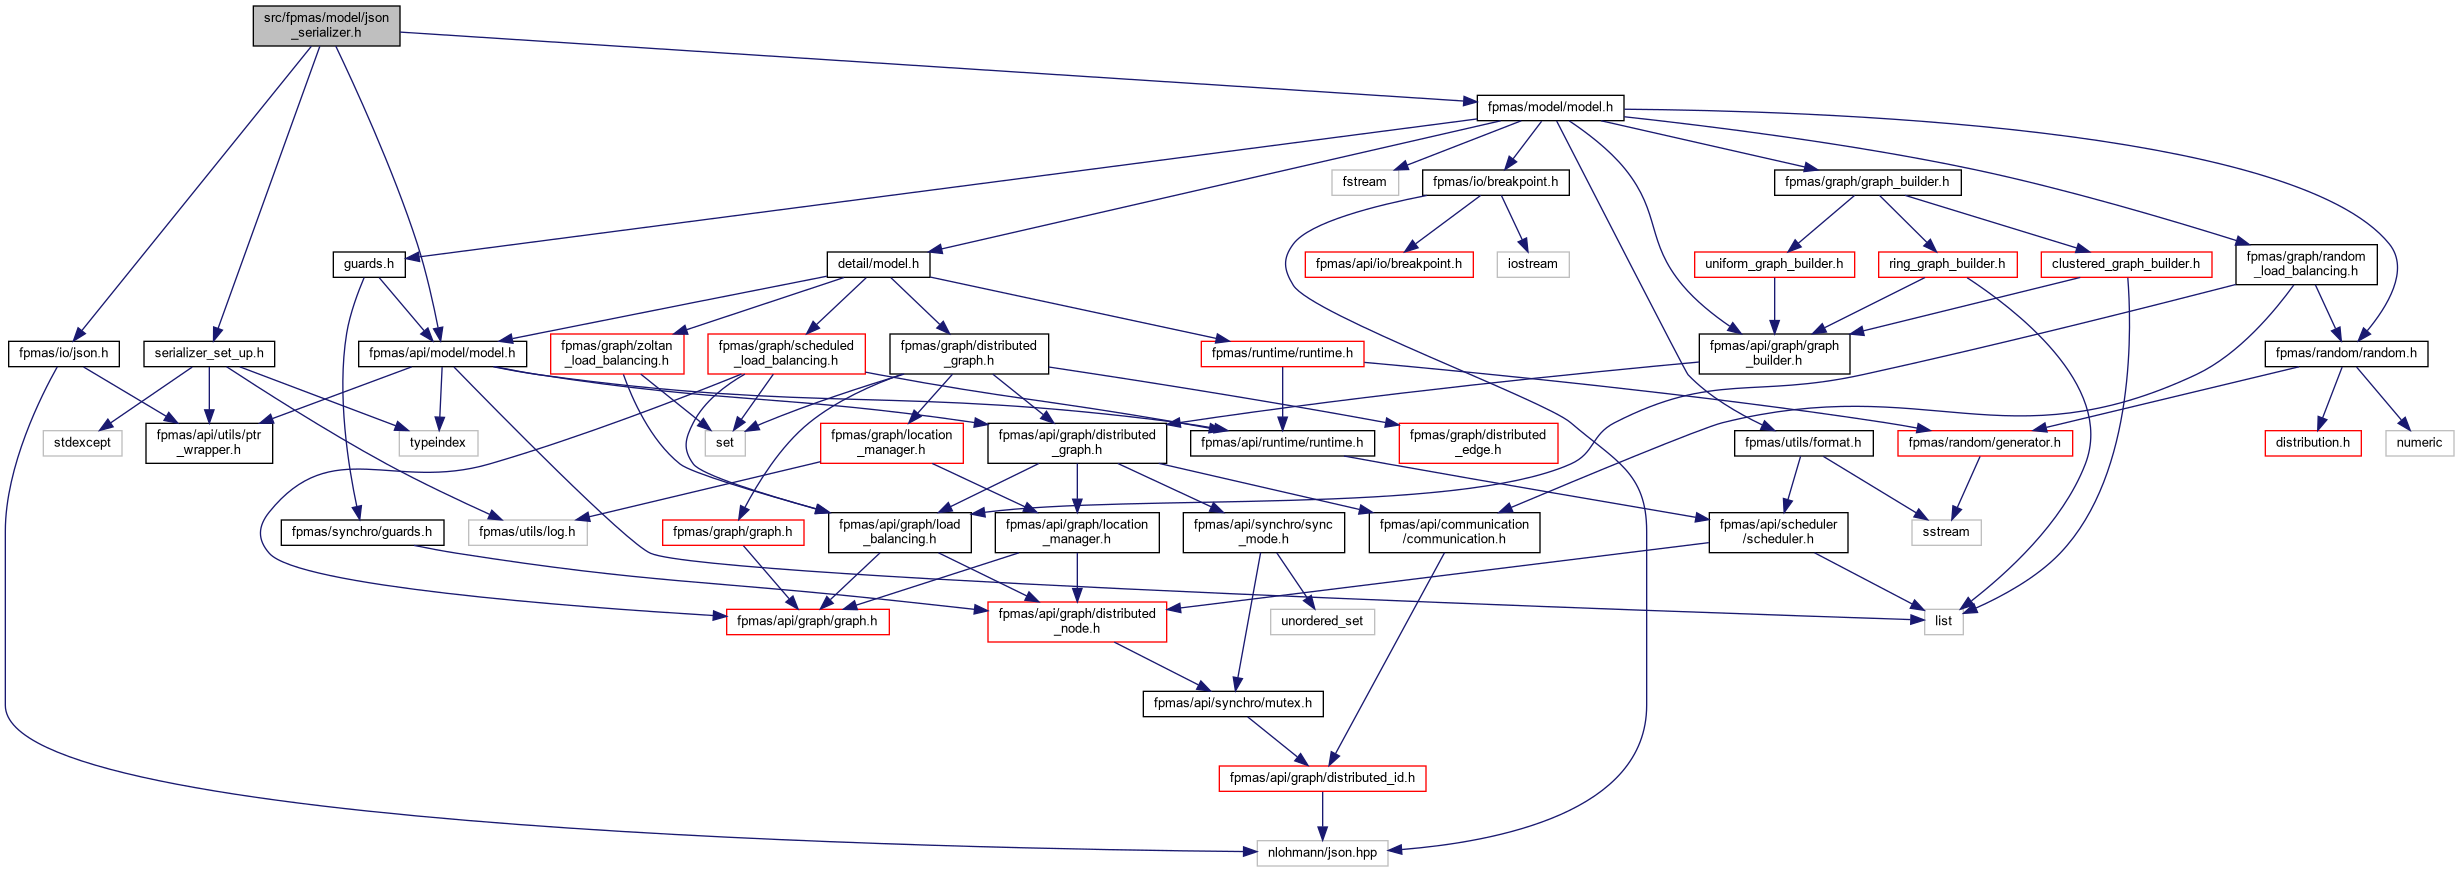 src/fpmas/model/json
_serializer.h
fpmas/model/model.h
fstream
fpmas/io/breakpoint.h
fpmas/graph/graph_builder.h
guards.h
detail/model.h
fpmas/api/io/breakpoint.h
iostream
uniform_graph_builder.h
ring_graph_builder.h
clustered_graph_builder.h
fpmas/graph/random
_load_balancing.h
fpmas/io/json.h
serializer_set_up.h
fpmas/api/model/model.h
fpmas/graph/zoltan
_load_balancing.h
fpmas/graph/scheduled
_load_balancing.h
fpmas/graph/distributed
_graph.h
fpmas/runtime/runtime.h
fpmas/api/graph/graph
_builder.h
fpmas/random/random.h
stdexcept
fpmas/api/utils/ptr
_wrapper.h
typeindex
set
fpmas/graph/location
_manager.h
fpmas/api/graph/distributed
_graph.h
fpmas/api/runtime/runtime.h
fpmas/graph/distributed
_edge.h
fpmas/utils/format.h
fpmas/random/generator.h
distribution.h
numeric
fpmas/synchro/guards.h
fpmas/utils/log.h
fpmas/graph/graph.h
fpmas/api/graph/load
_balancing.h
fpmas/api/graph/location
_manager.h
fpmas/api/synchro/sync
_mode.h
fpmas/api/communication
/communication.h
fpmas/api/scheduler
/scheduler.h
sstream
fpmas/api/graph/graph.h
fpmas/api/graph/distributed
_node.h
unordered_set
list
fpmas/api/synchro/mutex.h
fpmas/api/graph/distributed_id.h
nlohmann/json.hpp